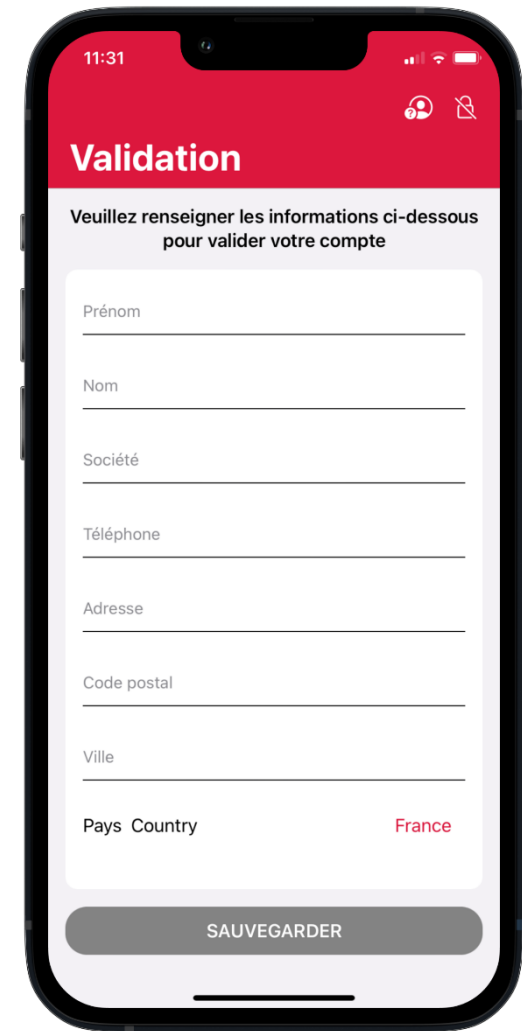 11:31
Validation
Veuillez renseigner les informations ci-dessous
pour valider votre compte
Prénom
Nom
Société
Téléphone
Adresse
Code postal
Ville
Pays Country France
SAUVEGARDER